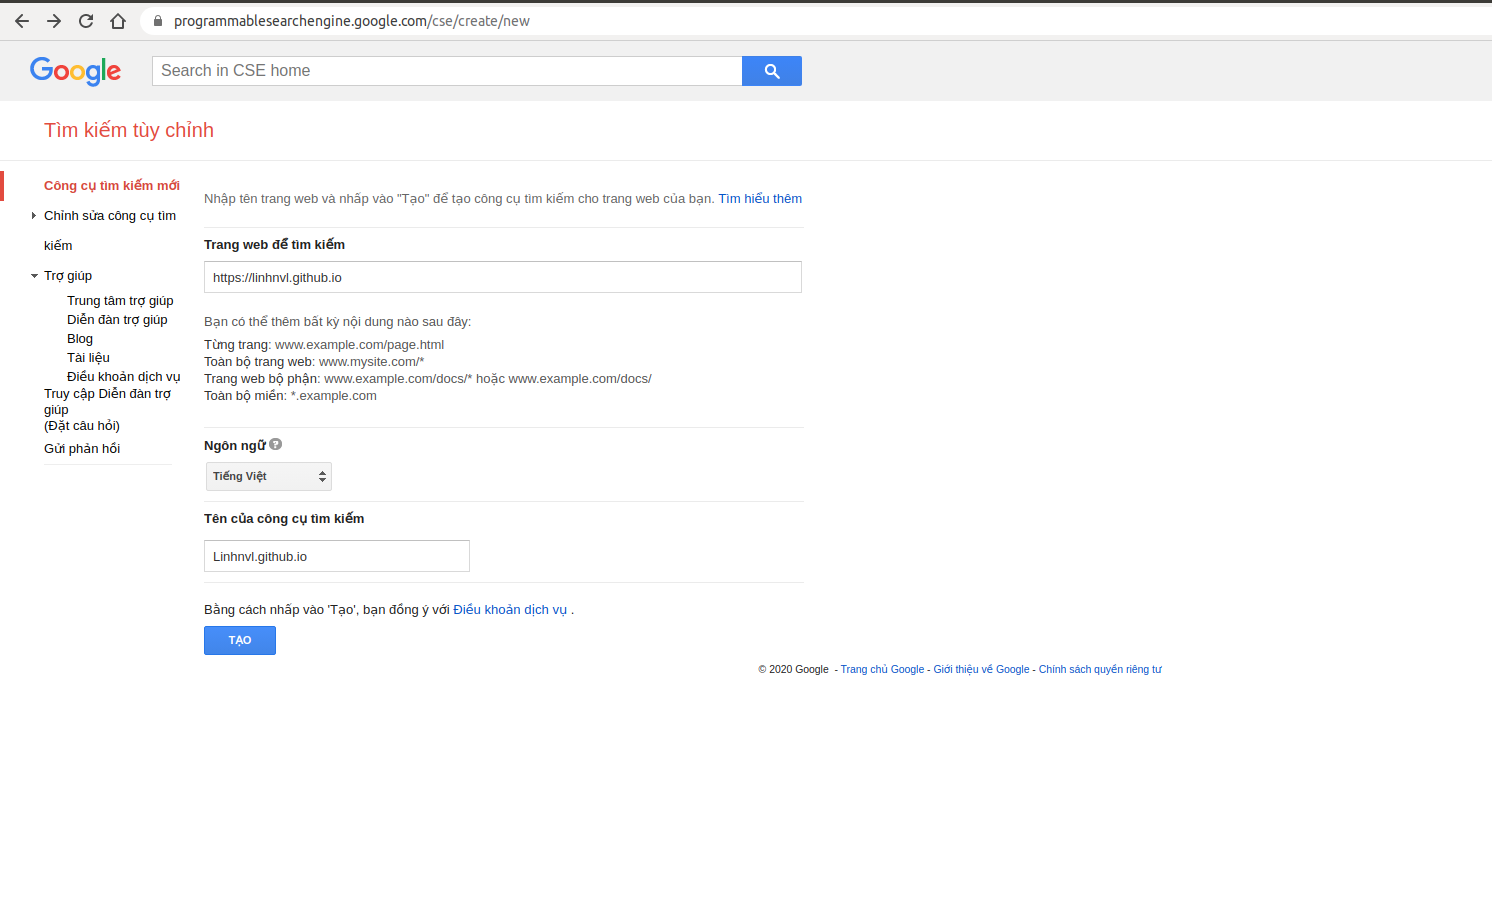 programmablesearchengine.google.com/cse/create/new
Google
Search in CSE home
Tìm kiếm tùy chỉnh
Công cụ tìm kiếm mới
Chỉnh sửa công cụ tìm
kiếm
Trợ giúp
Trung tâm trợ giúp
Diễn đàn trợ giúp
Blog
Tài liệu
Điều khoản dịch vụ
Truy cập Diễn đàn trợ
giúp
(Đặt câu hỏi)
Gửi phản hồi
Nhập tên trang web và nhấp vào "Tạo" để tạo công cụ tìm kiếm cho trang web của bạn. Tìm hiểu thêm
Trang web để tìm kiếm
https://linhnvl.github.io
Bạn có thể thêm bất kỳ nội dung nào sau đây:
Từng trang: www.example.com/page.html
Toàn bộ trang web: www.mysite.com/*
Trang web bộ phận: www.example.com/docs/* hoặc www.example.com/docs/
Toàn bộ miền: *.example.com
Ngôn ngữ ?
Tiếng Việt
Tên của công cụ tìm kiếm
Linhnvl.github.io
Bằng cách nhấp vào 'Tạo', bạn đồng ý với Điều khoản dịch vụ .
TẠO
© 2020 Google - Trang chủ Google - Giới thiệu về Google - Chính sách quyền riêng tư